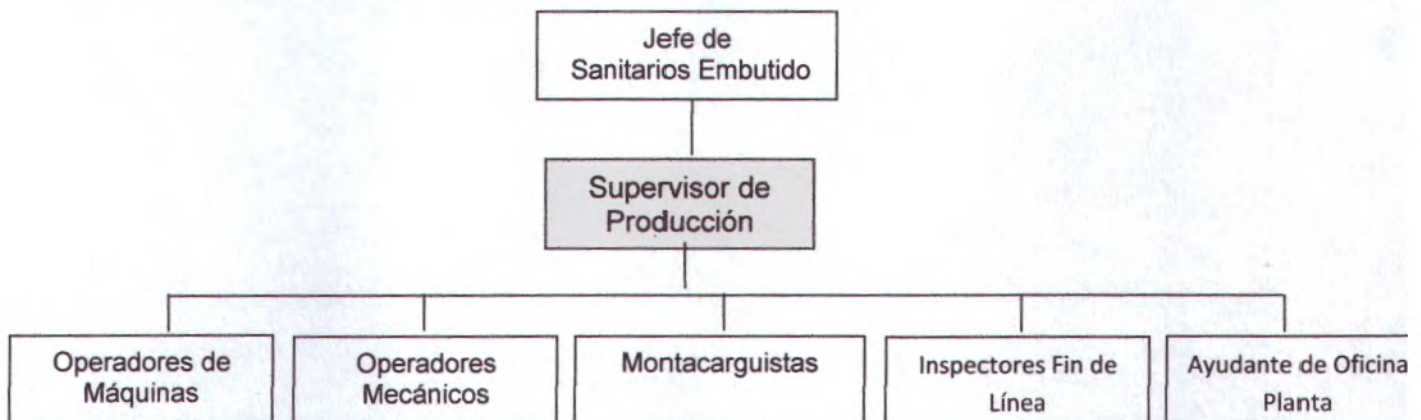 Jefe de
Sanitarios Embutido
Supervisor de
Producción
Operadores de
Máquinas
Operadores
Mecánicos
Montacarguistas
Inspectores Fin de
Línea
Ayudante de Oficina
Planta